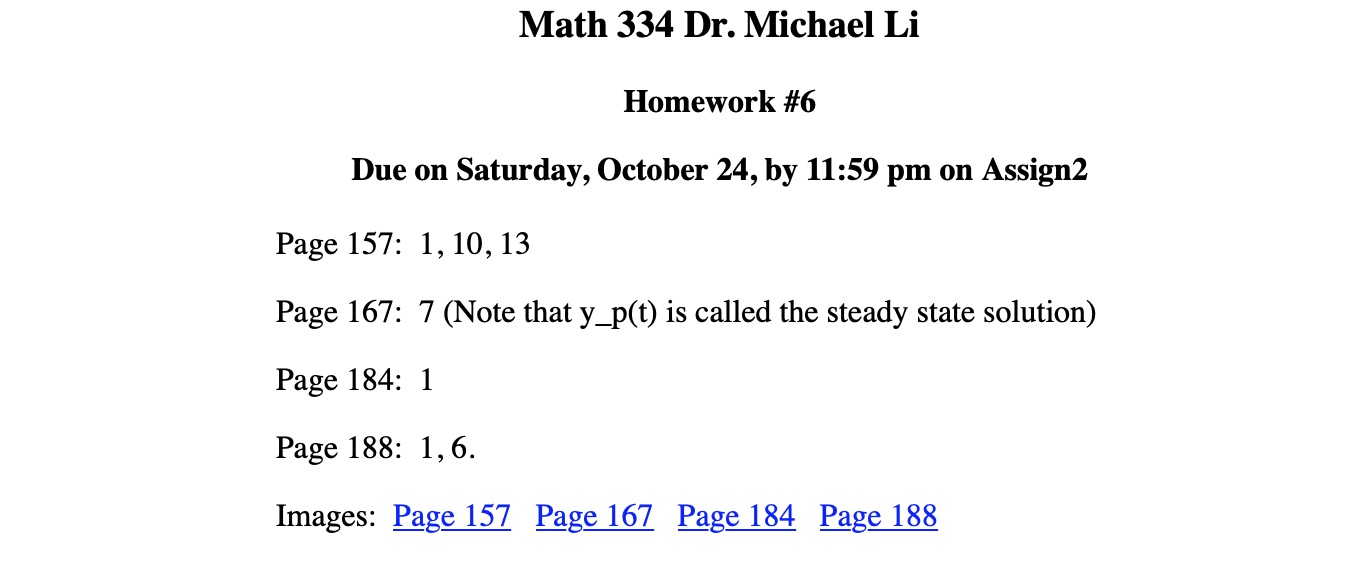 Math 334 Dr. Michael Li
Homework #6
Due on Saturday, October 24, by 11:59 pm on Assign2
Page 157:  1, 10, 13
Page 167:  7 (Note that y_p(t) is called the steady state solution)
Page 184:  1
Page 188:  1, 6.
Images:  Page 157   Page 167   Page 184   Page 188